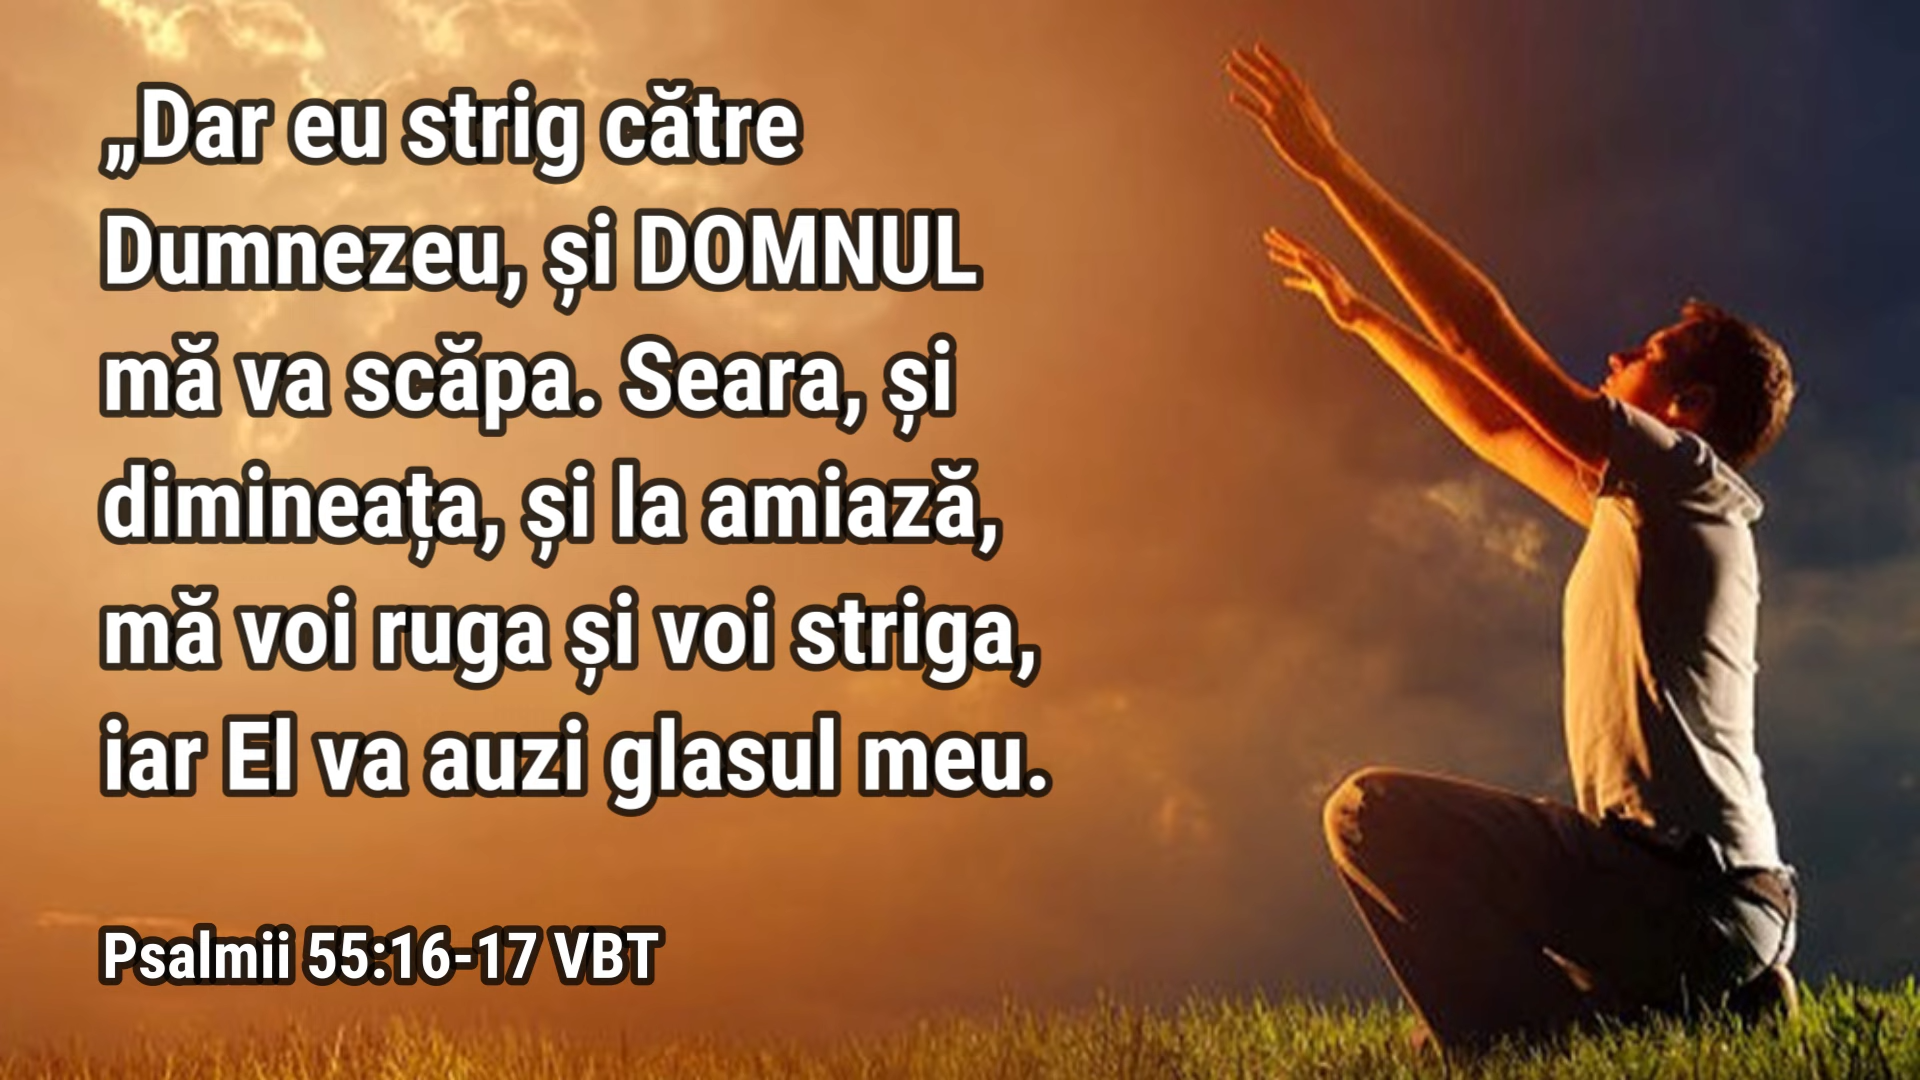 „Dar eu strig către
Dumnezeu, și DOMNUL
mă va scăpa. Seara, și
dimineața, și la amiază,
mă voi ruga și voi striga,
iar El va auzi glasul meu.
Psalmii 55:16-17 VBT